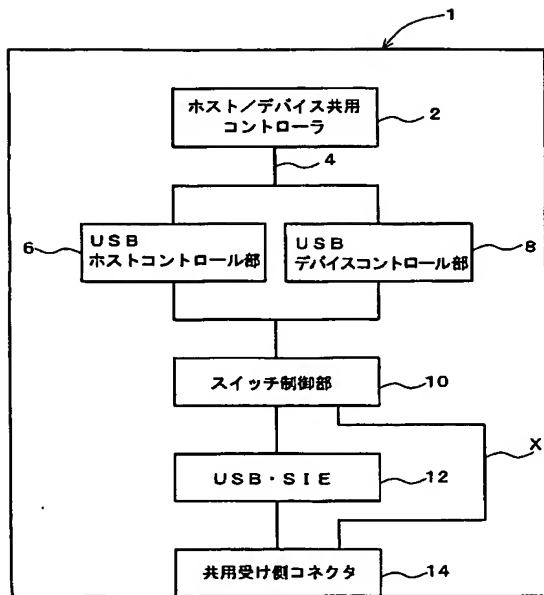 1
ホスト／デバイス共用
コントローラ
2
4
6
ＵＳＢ
ホストコントロール部
ＵＳＢ
デバイスコントロール部
8
スイッチ制御部
10
X
ＵＳＢ・ＳＩＥ
12
共用受け側コネクタ
14